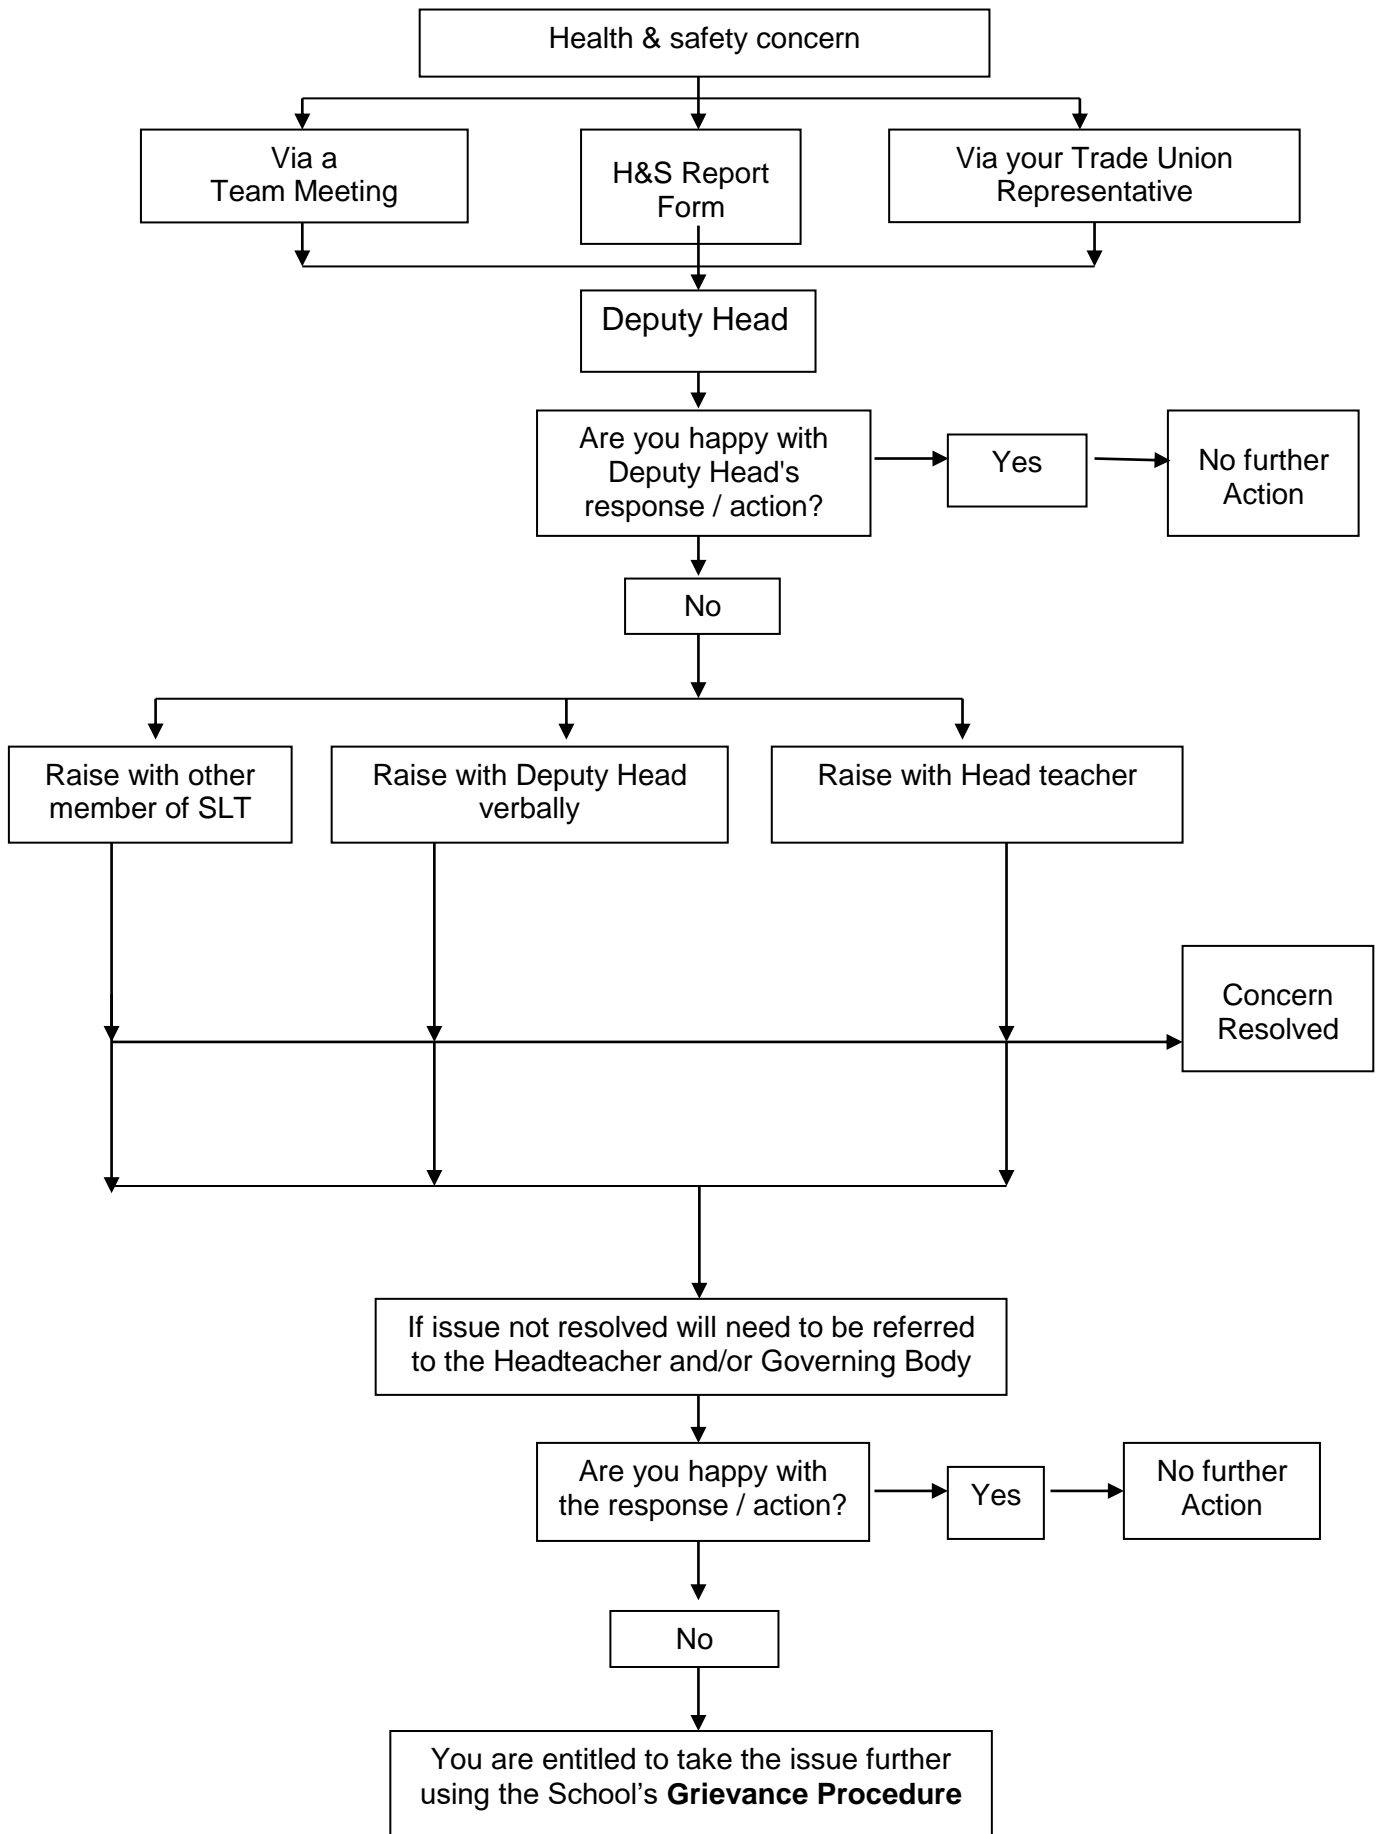 Health & safety concern
Via a
Team Meeting
H&S Report
Form
Via your Trade Union
Representative
Deputy Head
Are you happy with
Deputy Head's
response / action?
Yes
No further
Action
No
Raise with other
member of SLT
Raise with Deputy Head
verbally
Raise with Head teacher
Concern
Resolved
If issue not resolved will need to be referred
to the Headteacher and/or Governing Body
Are you happy with
the response / action?
Yes
No further
Action
No
You are entitled to take the issue further
using the School’s Grievance Procedure